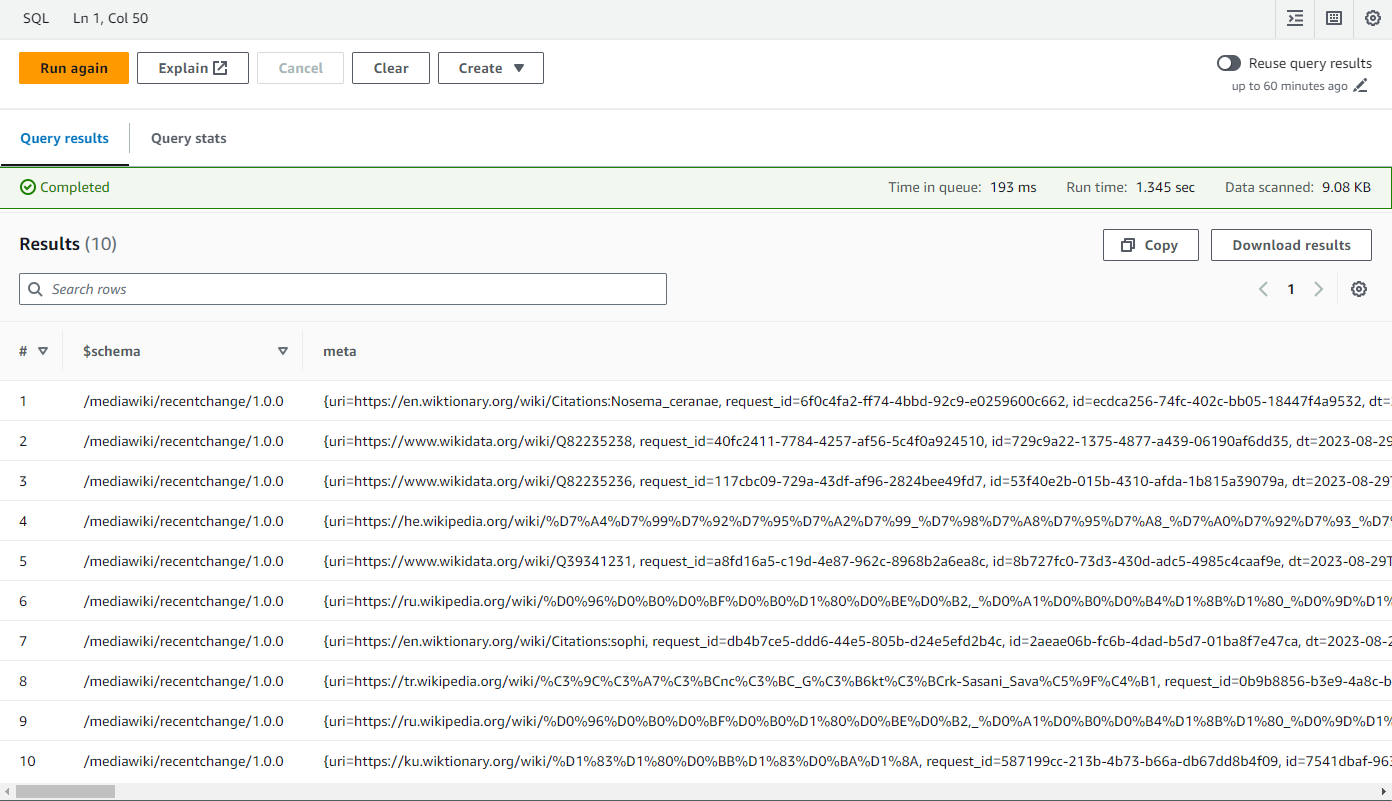 SQL Ln 1, Col 50
Run again Explain Cancel Clear Create Reuse query results
up to 60 minutes ago
Query results Query stats
Completed Time in queue: 193 ms Run time: 1.345 sec Data scanned: 9.08 KB
Results (10) Copy Download results
Search rows 1
# $schema meta
1 /mediawiki/recentchange/1.0.0 {uri=https://en.wiktionary.org/wiki/Citations:Nosema_ceranae, request_id=6f0c4fa2-ff74-4bbd-92c9-e0259600c662, id=ecdca256-74fc-402c-bb05-18447f4a9532, dt=
2 /mediawiki/recentchange/1.0.0 {uri=https://www.wikidata.org/wiki/Q82235238, request_id=40fc2411-7784-4257-af56-5c4f0a924510, id=729c9a22-1375-4877-a439-06190af6dd35, dt=2023-08-29
3 /mediawiki/recentchange/1.0.0 {uri=https://www.wikidata.org/wiki/Q82235236, request_id=117cbc09-729a-43df-af96-2824bee49fd7, id=53f40e2b-015b-4310-afda-1b815a39079a, dt=2023-08-29T
4 /mediawiki/recentchange/1.0.0 {uri=https://he.wikipedia.org/wiki/%D7%A4%D7%99%D7%92%D7%95%D7%A2%D7%99_%D7%98%D7%A8%D7%95%D7%A8_%D7%A0%D7%92%D7%93_%D7%
5 /mediawiki/recentchange/1.0.0 {uri=https://www.wikidata.org/wiki/Q39341231, request_id=a8fd16a5-c19d-4e87-962c-8968b2a6ea8c, id=8b727fc0-73d3-430d-adc5-4985c4caaf9e, dt=2023-08-29T
6 /mediawiki/recentchange/1.0.0 {uri=https://ru.wikipedia.org/wiki/%D0%96%D0%B0%D0%BF%D0%B0%D1%80%D0%BE%D0%B2,_%D0%A1%D0%B0%D0%B4%D1%8B%D1%80_%D0%9D%D1%
7 /mediawiki/recentchange/1.0.0 {uri=https://en.wiktionary.org/wiki/Citations:sophi, request_id=db4b7ce5-ddd6-44e5-805b-d24e5efd2b4c, id=2aeae06b-fc6b-4dad-b5d7-01ba8f7e47ca, dt=2023-08-2
8 /mediawiki/recentchange/1.0.0 {uri=https://tr.wikipedia.org/wiki/%C3%9C%C3%A7%C3%BCnc%C3%BC_G%C3%B6kt%C3%BCrk-Sasani_Sava%C5%9F%C4%B1, request_id=0b9b8856-b3e9-4a8c-b
9 /mediawiki/recentchange/1.0.0 {uri=https://ru.wikipedia.org/wiki/%D0%96%D0%B0%D0%BF%D0%B0%D1%80%D0%BE%D0%B2,_%D0%A1%D0%B0%D0%B4%D1%8B%D1%80_%D0%9D%D1%
10 /mediawiki/recentchange/1.0.0 {uri=https://ku.wiktionary.org/wiki/%D1%83%D1%80%D0%BB%D1%83%D0%BA%D1%8A, request_id=587199cc-213b-4b73-b66a-db67dd8b4f09, id=7541dbaf-963